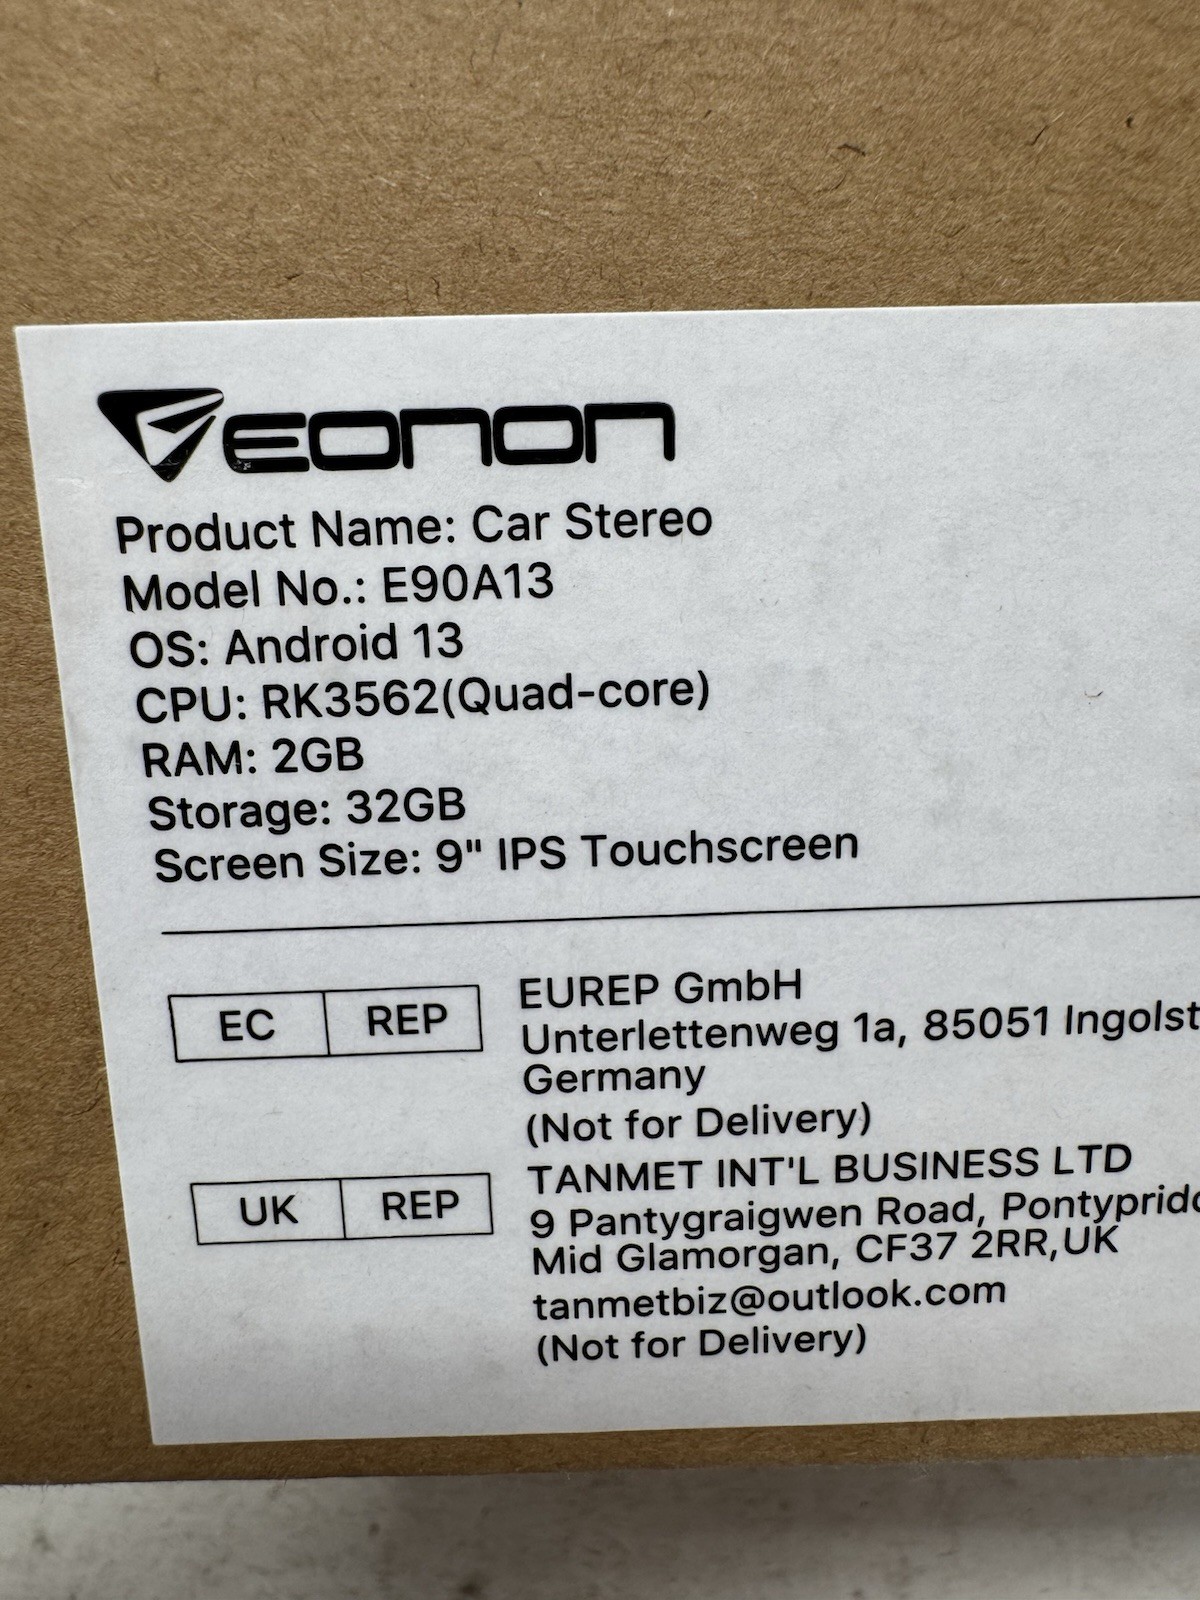 eonon
Product Name: Car Stereo
Model No.: E90A13
OS: Android 13
CPU: RK3562(Quad-core)
RAM: 2GB
Storage: 32GB
Screen Size: 9" IPS Touchscreen
EC REP
EUREP GmbH
Unterlettenweg 1a, 85051 Ingolst
Germany
(Not for Delivery)
UK REP
TANMET INT'L BUSINESS LTD
9 Pantygraigwen Road, Pontypridd
Mid Glamorgan, CF37 2RR,UK
tanmetbiz@outlook.com
(Not for Delivery)